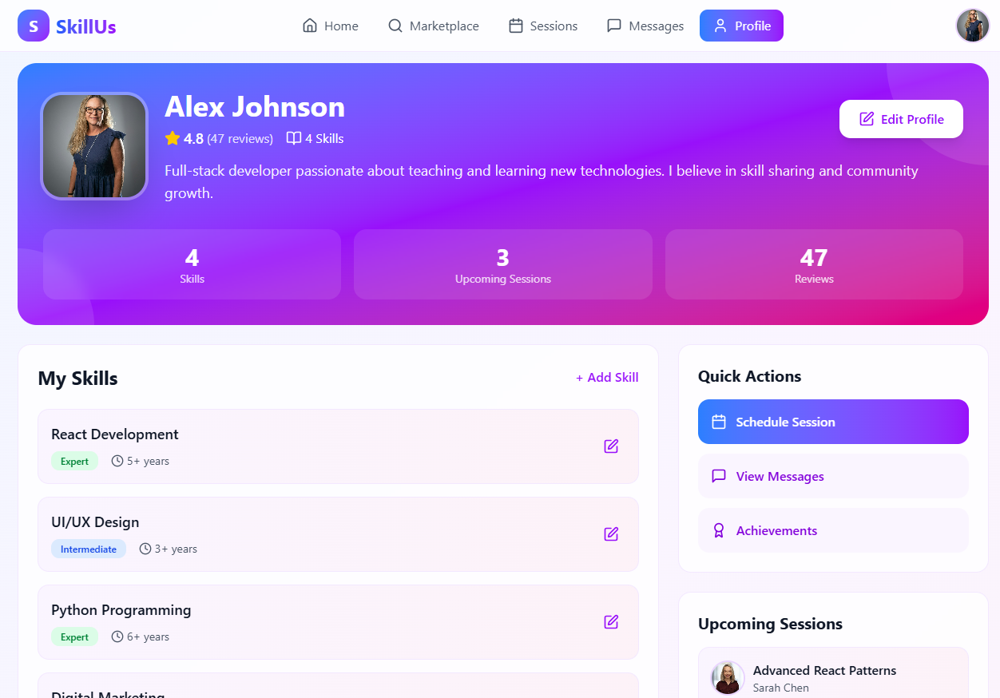 S SkillUs
Home
Marketplace
Sessions
Messages
Profile
Alex Johnson
Edit Profile
4.8 (47 reviews) 4 Skills
Full-stack developer passionate about teaching and learning new technologies. I believe in skill sharing and community
growth.
4
Skills
3
Upcoming Sessions
47
Reviews
My Skills
+ Add Skill
React Development
Expert 5+ years
UI/UX Design
Intermediate 3+ years
Python Programming
Expert 6+ years
Digital Marketing
Quick Actions
Schedule Session
View Messages
Achievements
Upcoming Sessions
Advanced React Patterns
Sarah Chen